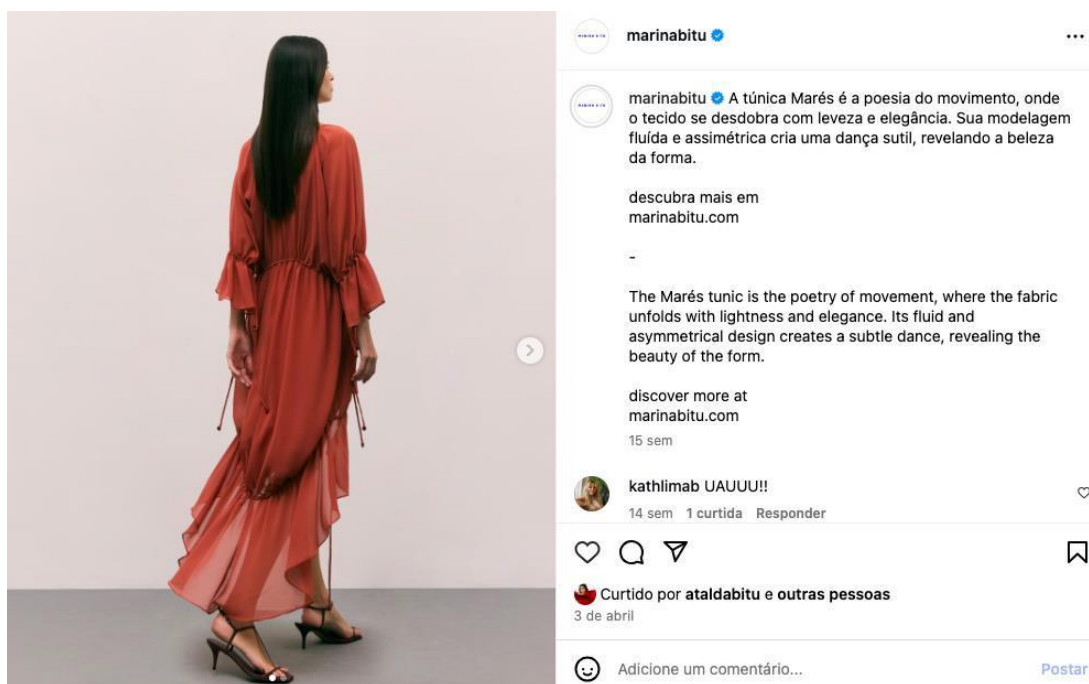 marinabitu
marinabitu A túnica Marés é a poesia do movimento, onde
o tecido se desdobra com leveza e elegância. Sua modelagem
fluída e assimétrica cria uma dança sutil, revelando a beleza
da forma.
descubra mais em
marinabitu.com
-
The Marés tunic is the poetry of movement, where the fabric
unfolds with lightness and elegance. Its fluid and
asymmetrical design creates a subtle dance, revealing the
beauty of the form.
discover more at
marinabitu.com
15 sem
kathlimab UAUUU!!
14 sem 1 curtida Responder
Curtido por ataldabitu e outras pessoas
3 de abril
Adicione um comentário...
Postar